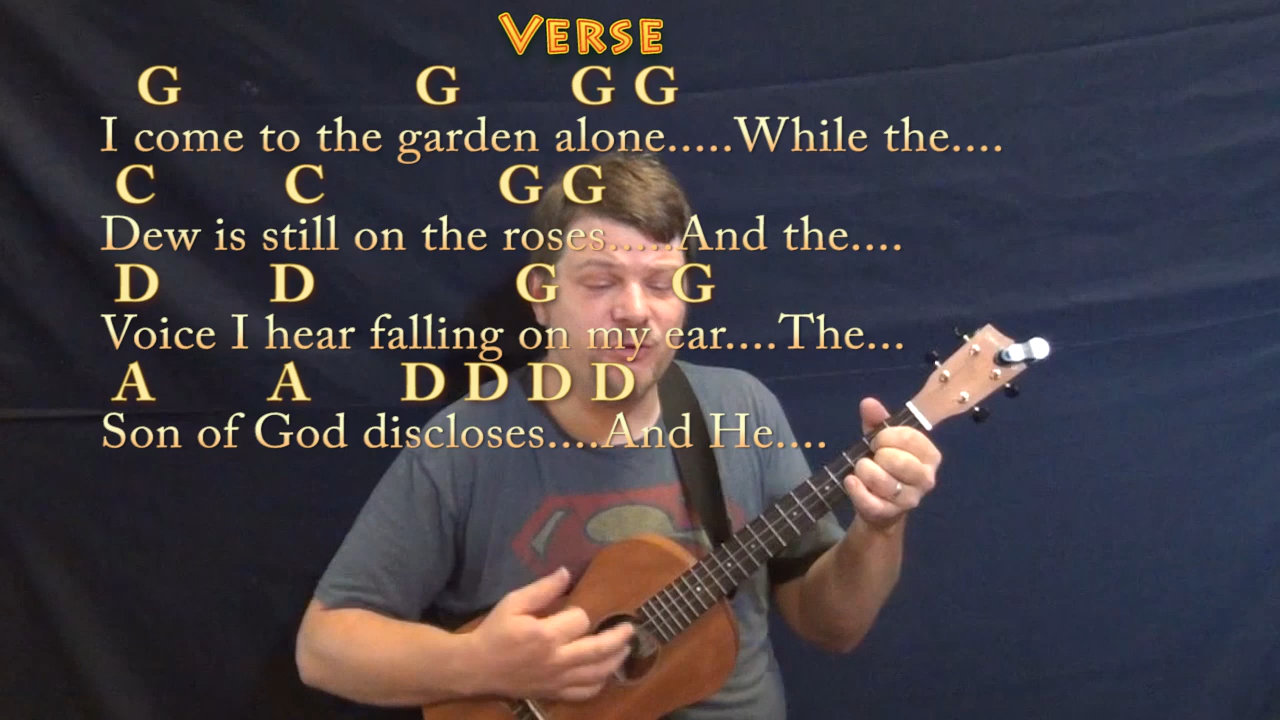 VERSE
G G G G
I come to the garden alone.....While the....
C C G G
Dew is still on the roses.....And the....
D D G G
Voice I hear falling on my ear....The...
A A D D D D
Son of God discloses....And He....